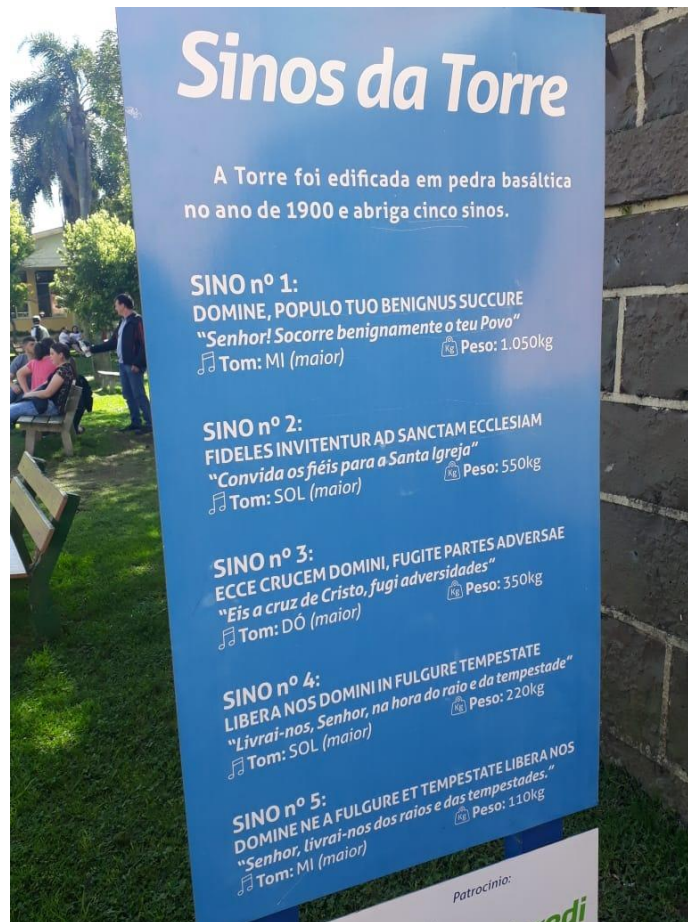 Sinos da Torre
A Torre foi edificada em pedra basáltica
no ano de 1900 e abriga cinco sinos.
SINO nº 1:
DOMINE, POPULO TUO BENIGNUS SUCCURE
"Senhor! Socorre benignamente o teu Povo"
Tom: MI (maior) Kg Peso: 1.050kg
SINO nº 2:
FIDELES INVITENTUR AD SANCTAM ECCLESIAM
"Convida os fiéis para a Santa Igreja"
Tom: SOL (maior) Kg Peso: 550kg
SINO nº 3:
ECCE CRUCEM DOMINI, FUGITE PARTES ADVERSAE
"Eis a cruz de Cristo, fugi adversidades"
Tom: DÓ (maior) Kg Peso: 350kg
SINO nº 4:
LIBERA NOS DOMINI IN FULGURE TEMPESTATE
"Livrai-nos, Senhor, na hora do raio e da tempestade"
Tom: SOL (maior) Kg Peso: 220kg
SINO nº 5:
DOMINE NE A FULGURE ET TEMPESTATE LIBERA NOS
"Senhor, livrai-nos dos raios e das tempestades."
Tom: MI (maior) Kg Peso: 110kg
Patrocínio: